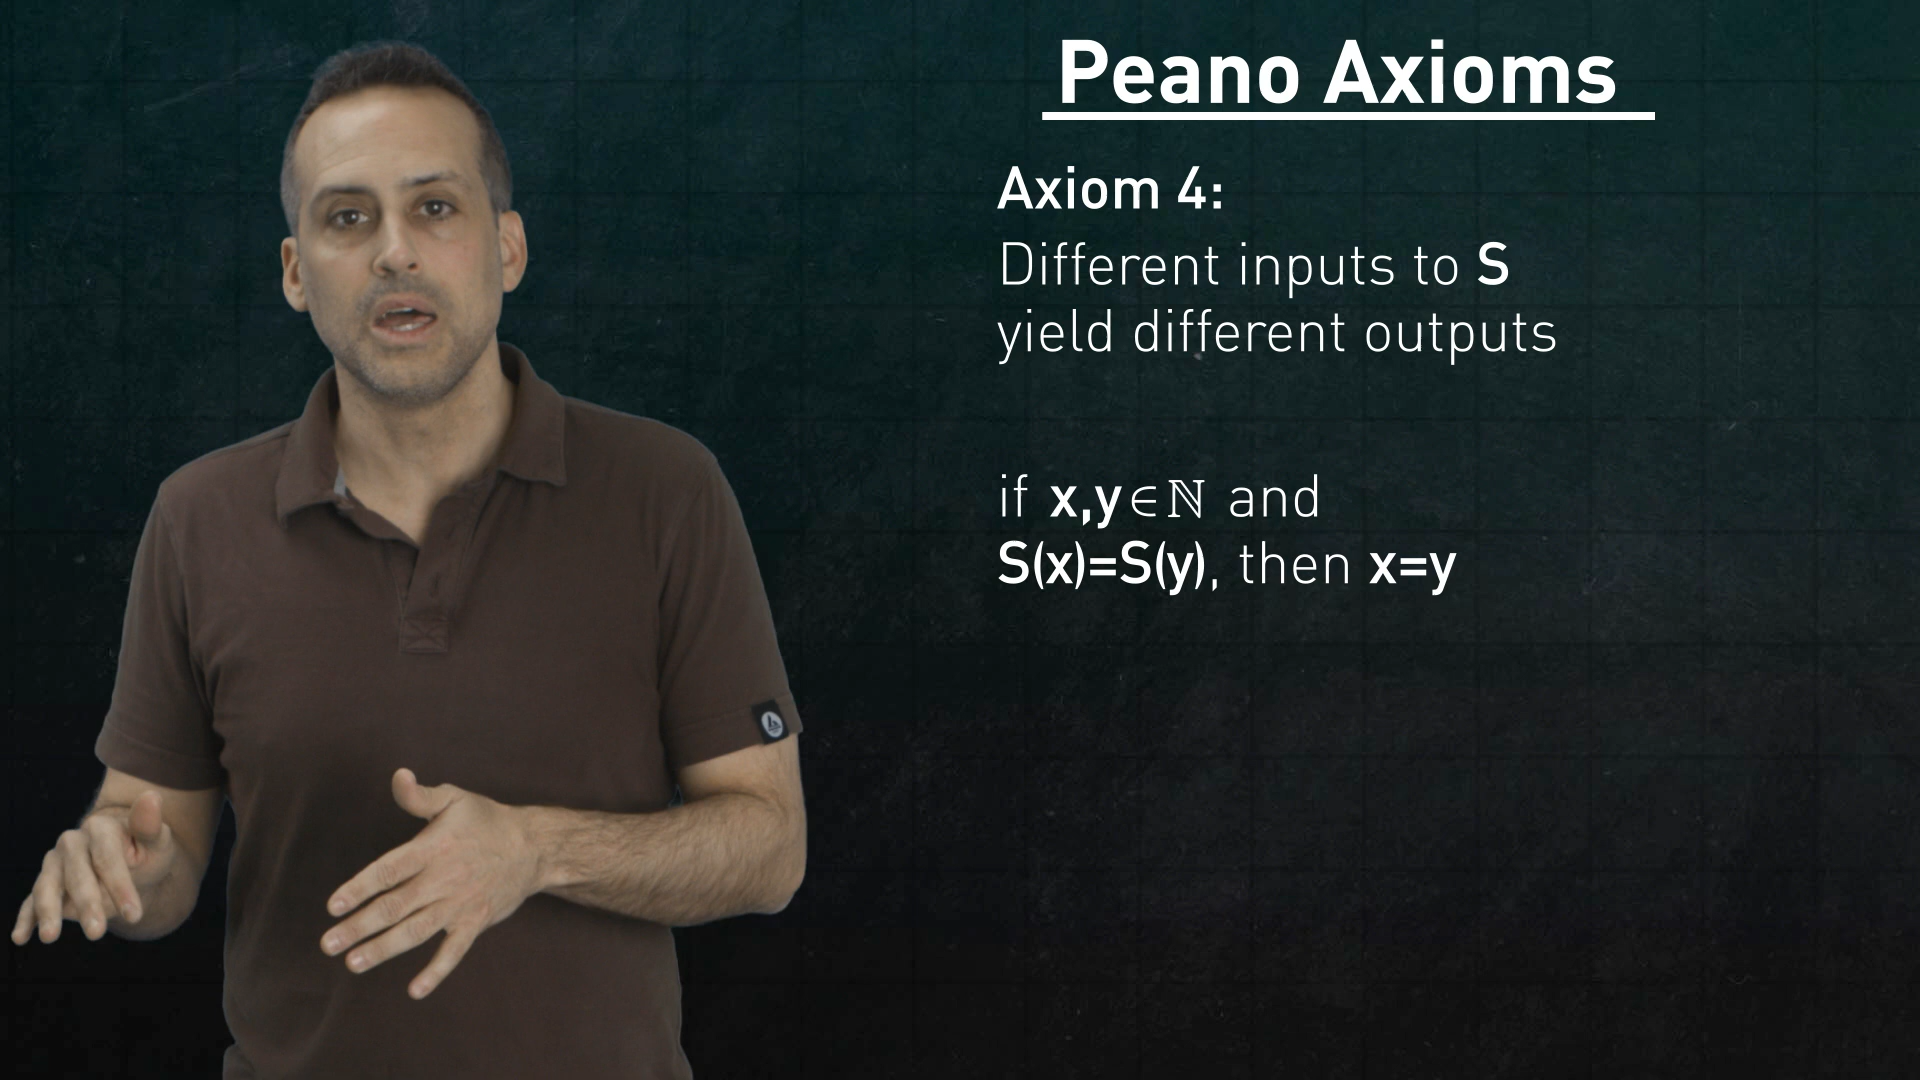 Peano Axioms
Axiom 4:
Different inputs to S
yield different outputs
if x,y∈ℕ and
S(x)=S(y), then x=y